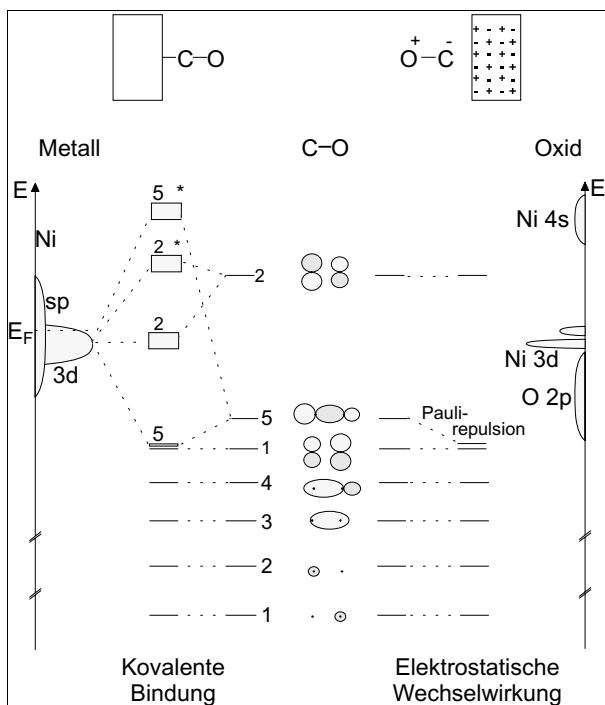 C–O
+ -
O–C
+ - + - +
- + - + -
+ - + - +
- + - + -
+ - + - +
- + - + -
Metall C–O Oxid
E E
5 *
Ni 4s
Ni
2 *
2
sp
E_F
2
3d
Ni 3d
O 2p
5
Pauli-
repulsion
5
1
4
3
2
1
Kovalente
Bindung
Elektrostatische
Wechselwirkung